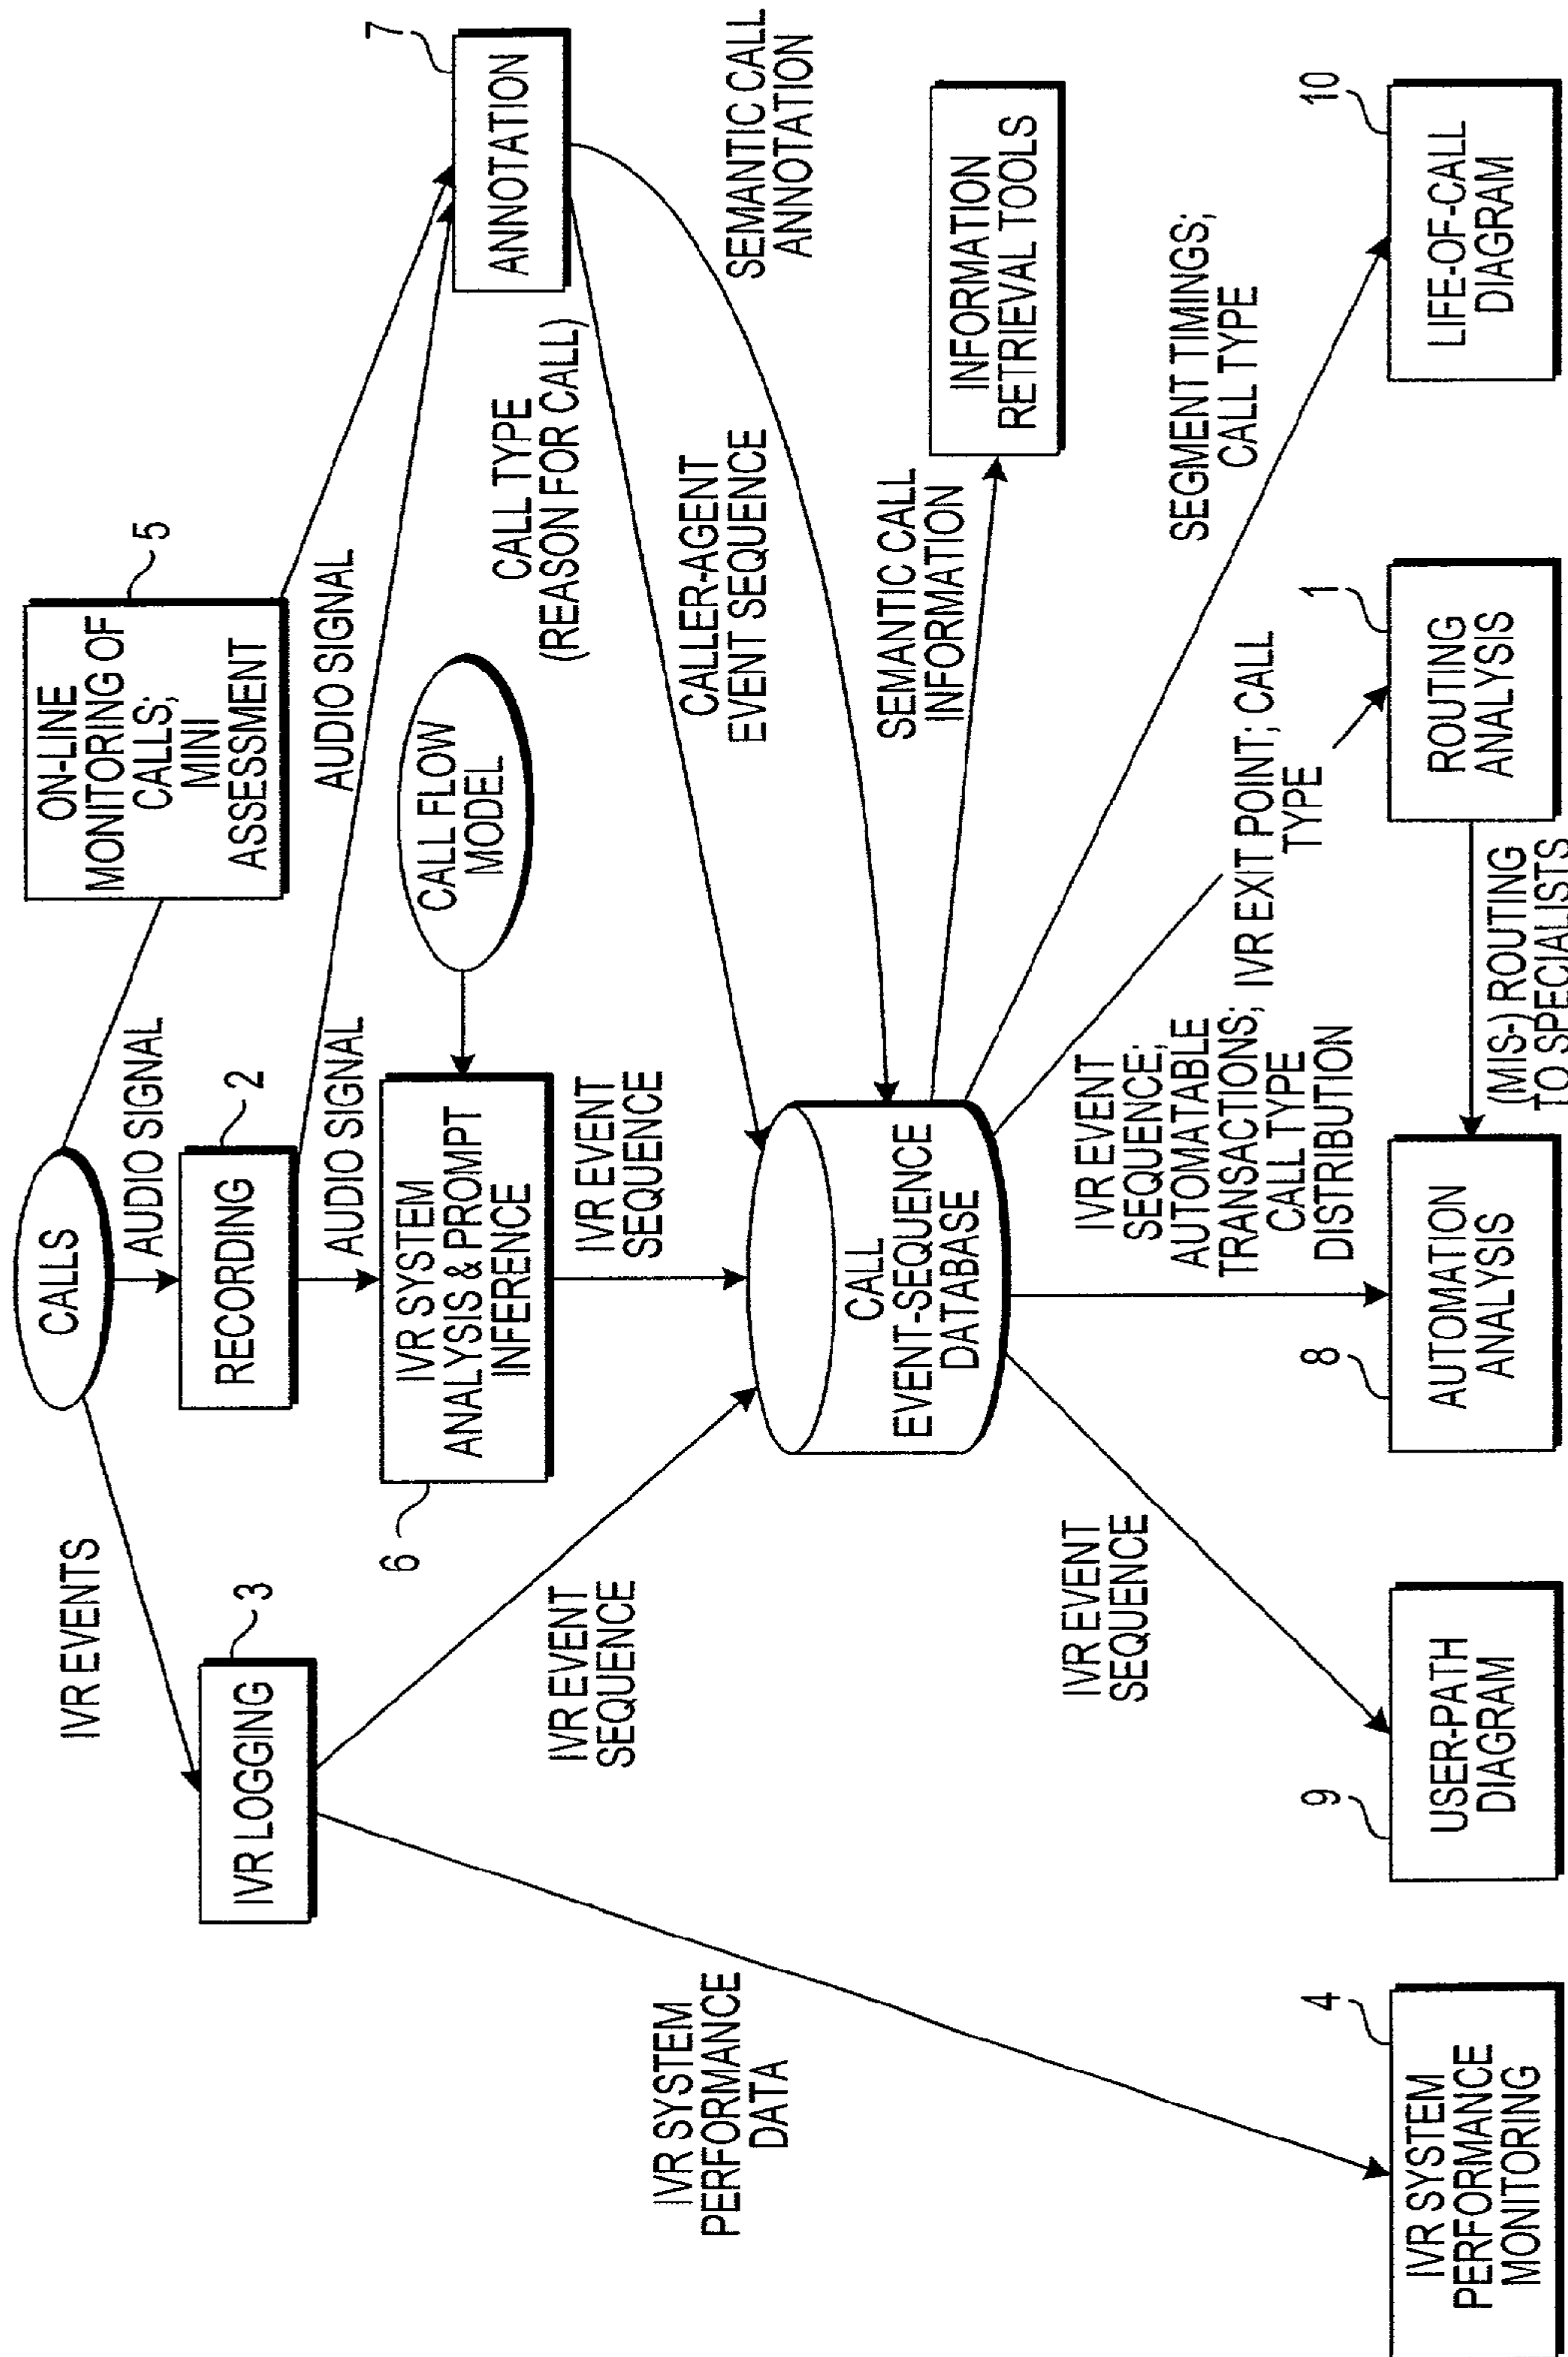 CALLS
IVR EVENTS
AUDIO SIGNAL
ON-LINE
MONITORING OF
CALLS;
MINI
ASSESSMENT
5
IVR LOGGING
3
RECORDING
2
AUDIO SIGNAL
AUDIO SIGNAL
IVR SYSTEM
ANALYSIS & PROMPT
INFERENCE
6
CALL FLOW
MODEL
ANNOTATION
7
IVR EVENT
SEQUENCE
IVR EVENT
SEQUENCE
CALL TYPE
(REASON FOR CALL)
CALLER-AGENT
EVENT SEQUENCE
SEMANTIC CALL
ANNOTATION
IVR SYSTEM
PERFORMANCE
DATA
CALL
EVENT-SEQUENCE
DATABASE
SEMANTIC CALL
INFORMATION
INFORMATION
RETRIEVAL TOOLS
IVR EVENT
SEQUENCE
IVR EVENT
SEQUENCE;
AUTOMATABLE
TRANSACTIONS;
CALL TYPE
DISTRIBUTION
IVR EXIT POINT; CALL
TYPE
SEGMENT TIMINGS;
CALL TYPE
4
IVR SYSTEM
PERFORMANCE
MONITORING
9
USER-PATH
DIAGRAM
8
AUTOMATION
ANALYSIS
(MIS-) ROUTING
TO SPECIALISTS
1
ROUTING
ANALYSIS
10
LIFE-OF-CALL
DIAGRAM